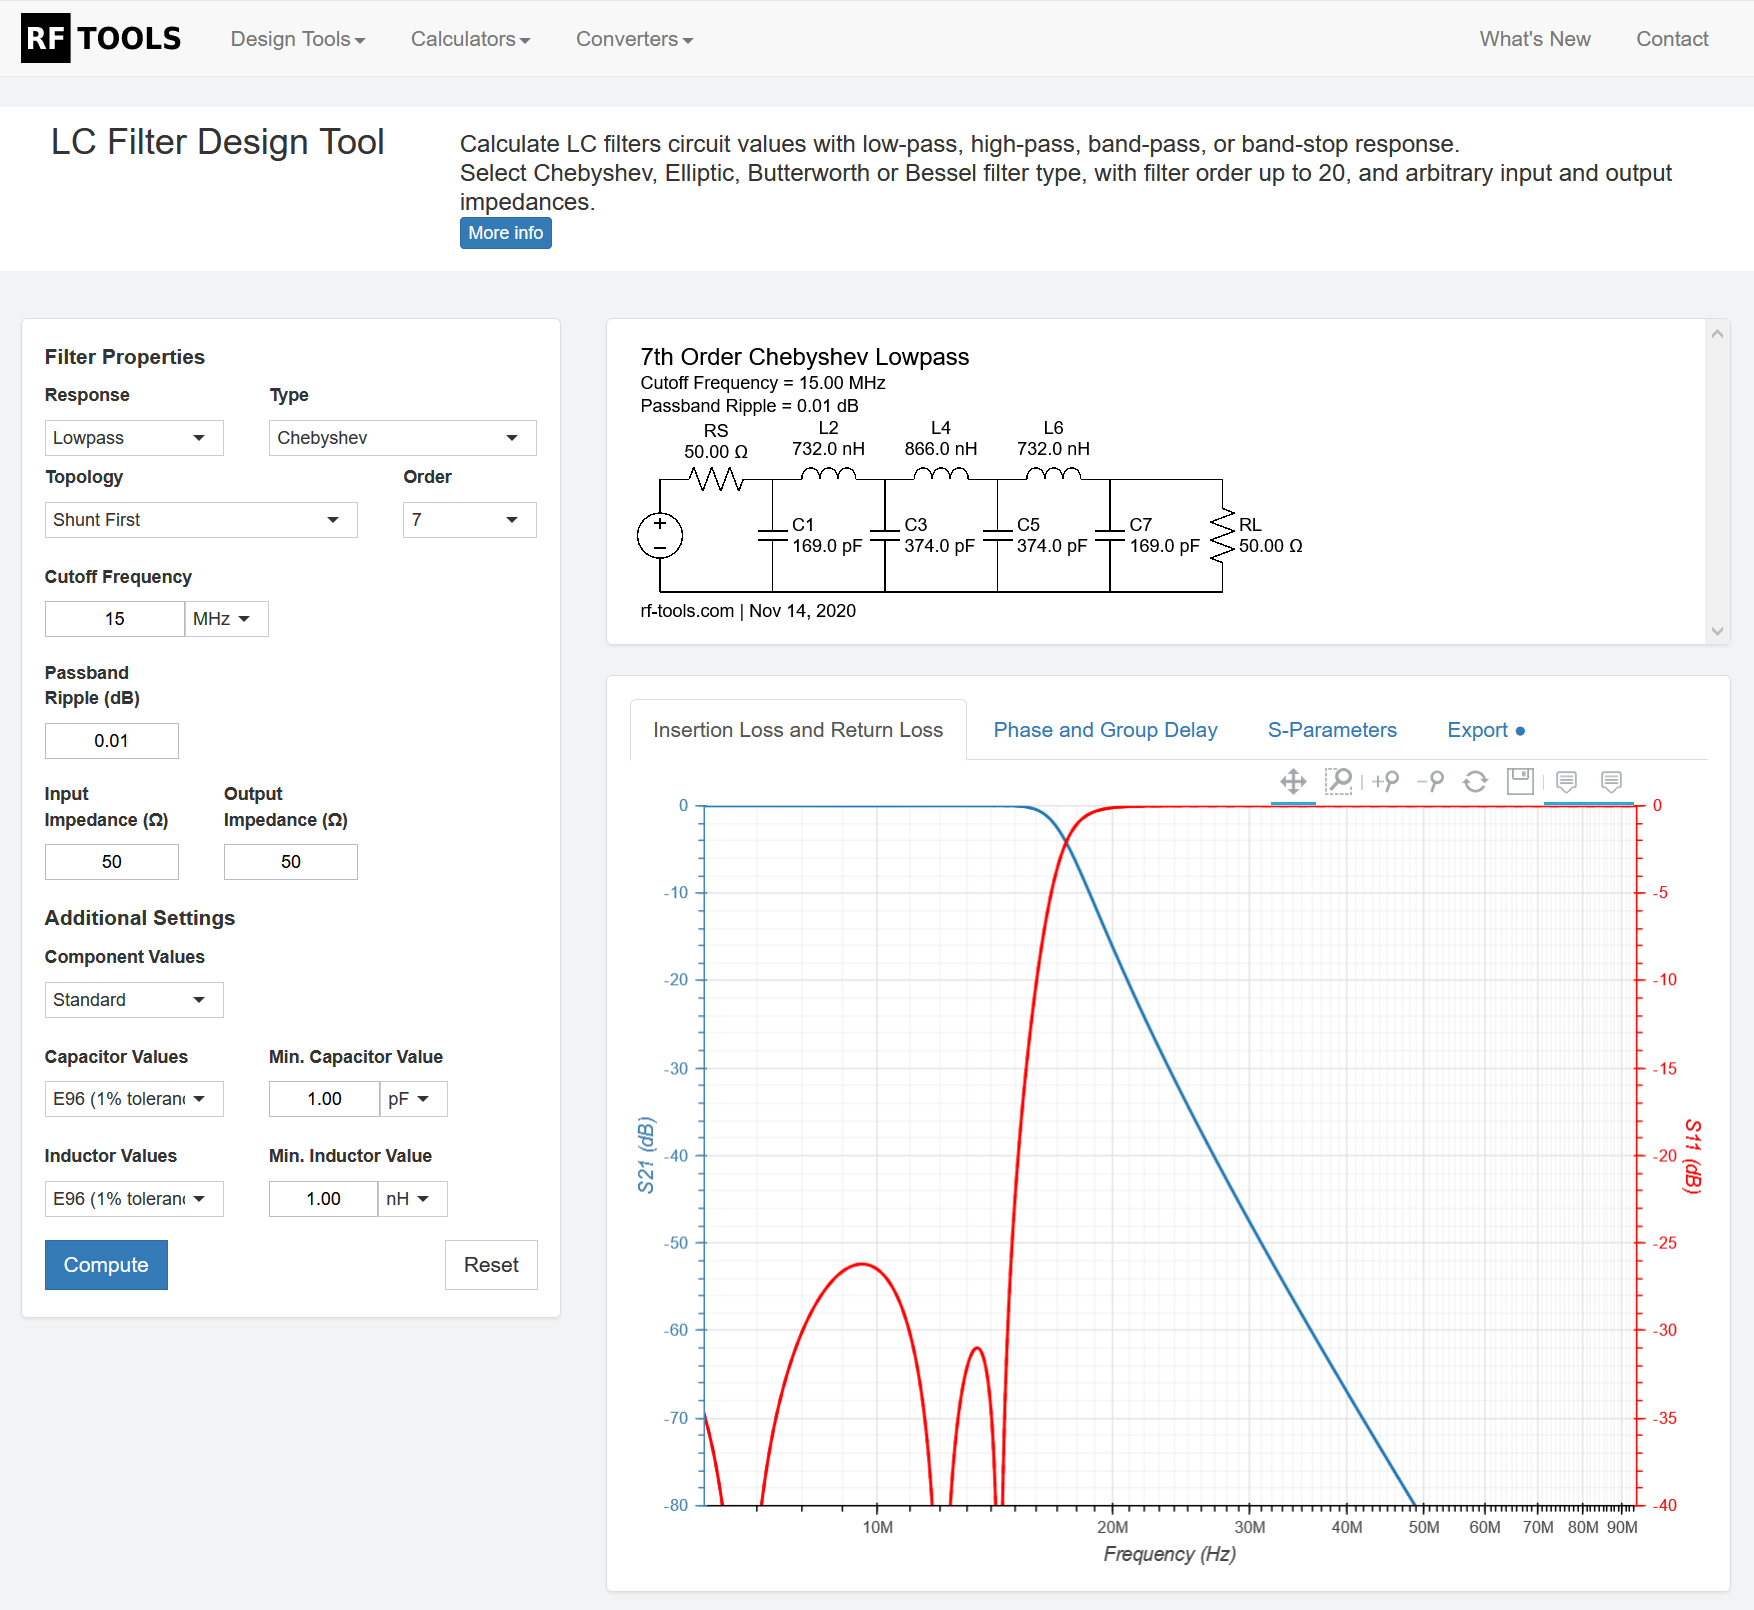 RF TOOLS
Design Tools
Calculators
Converters
What's New
Contact
LC Filter Design Tool
Calculate LC filters circuit values with low-pass, high-pass, band-pass, or band-stop response.
Select Chebyshev, Elliptic, Butterworth or Bessel filter type, with filter order up to 20, and arbitrary input and output
impedances.
More info
Filter Properties
Response Type
Lowpass Chebyshev
Topology Order
Shunt First 7
Cutoff Frequency
15 MHz
Passband
Ripple (dB)
0.01
Input Output
Impedance (Ω) Impedance (Ω)
50 50
Additional Settings
Component Values
Standard
Capacitor Values Min. Capacitor Value
E96 (1% toleran 1.00 pF
Inductor Values Min. Inductor Value
E96 (1% toleran 1.00 nH
Compute Reset
7th Order Chebyshev Lowpass
Cutoff Frequency = 15.00 MHz
Passband Ripple = 0.01 dB
RS L2 L4 L6
50.00 Ω 732.0 nH 866.0 nH 732.0 nH
+
−
C1 C3 C5 C7 RL
169.0 pF 374.0 pF 374.0 pF 169.0 pF 50.00 Ω
rf-tools.com | Nov 14, 2020
Insertion Loss and Return Loss
Phase and Group Delay
S-Parameters
Export
0 0
-10 -5
-20 -10
-30 -15
-40 -20
-50 -25
-60 -30
-70 -35
-80 -40
S21 (dB)
S11 (dB)
10M 20M 30M 40M 50M 60M 70M 80M 90M
Frequency (Hz)